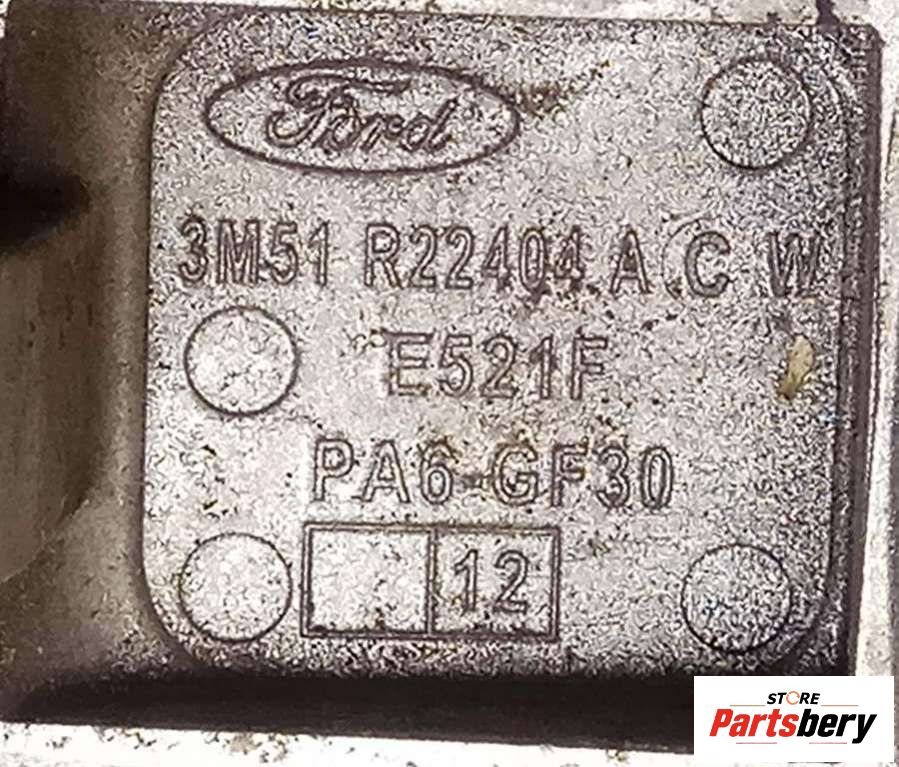 Ford
3M51 R22404 A C W
E521F
PA6-GF30
12
STORE
Partsbery